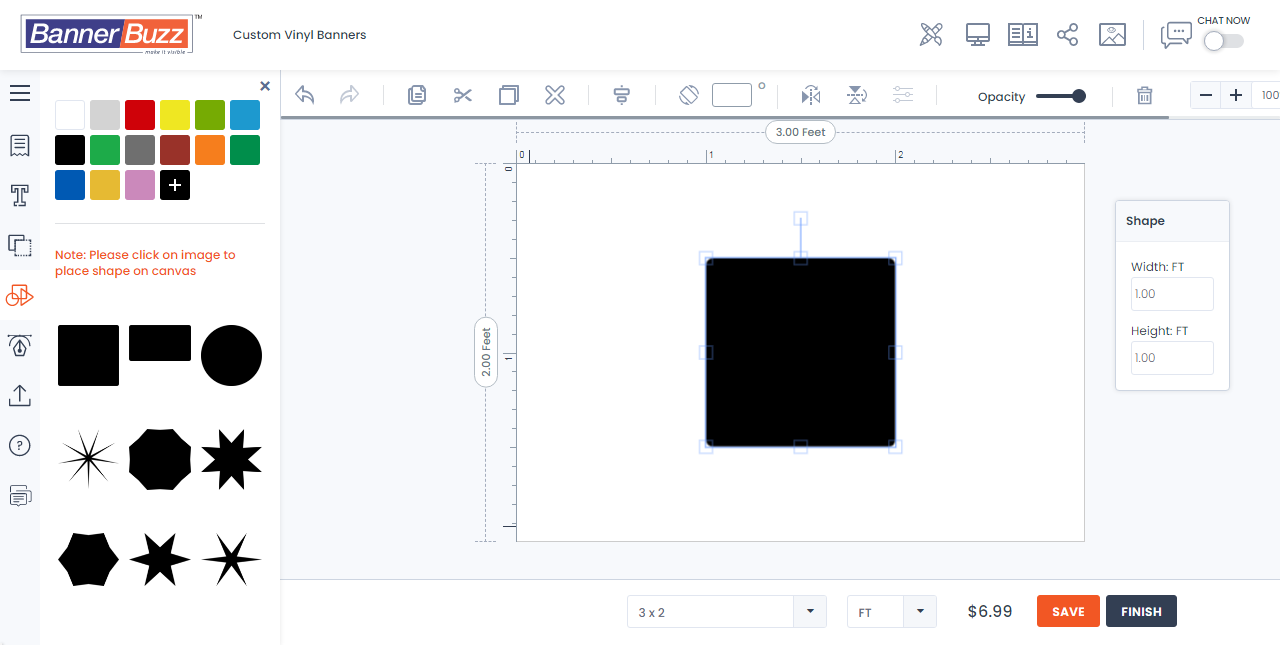 BannerBuzz™
make it visible
Custom Vinyl Banners
CHAT NOW
Opacity
100
Note: Please click on image to
place shape on canvas
3.00 Feet
0
1
2
0
2.00 Feet
1
Shape
Width: FT
1.00
Height: FT
1.00
3 x 2
FT
$6.99
SAVE
FINISH